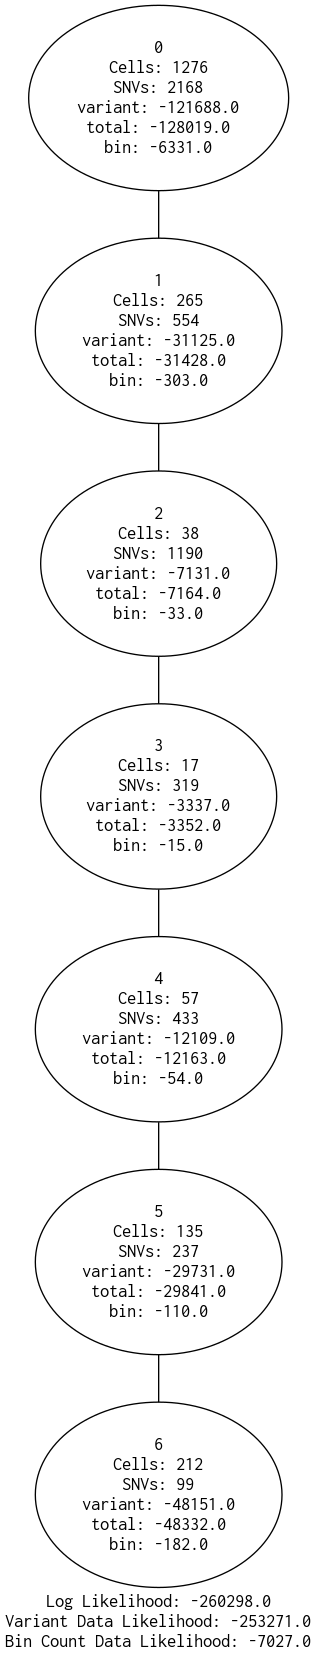 0
Cells: 1276
SNVs: 2168
variant: -121688.0
total: -128019.0
bin: -6331.0
1
Cells: 265
SNVs: 554
variant: -31125.0
total: -31428.0
bin: -303.0
2
Cells: 38
SNVs: 1190
variant: -7131.0
total: -7164.0
bin: -33.0
3
Cells: 17
SNVs: 319
variant: -3337.0
total: -3352.0
bin: -15.0
4
Cells: 57
SNVs: 433
variant: -12109.0
total: -12163.0
bin: -54.0
5
Cells: 135
SNVs: 237
variant: -29731.0
total: -29841.0
bin: -110.0
6
Cells: 212
SNVs: 99
variant: -48151.0
total: -48332.0
bin: -182.0
Log Likelihood: -260298.0
Variant Data Likelihood: -253271.0
Bin Count Data Likelihood: -7027.0